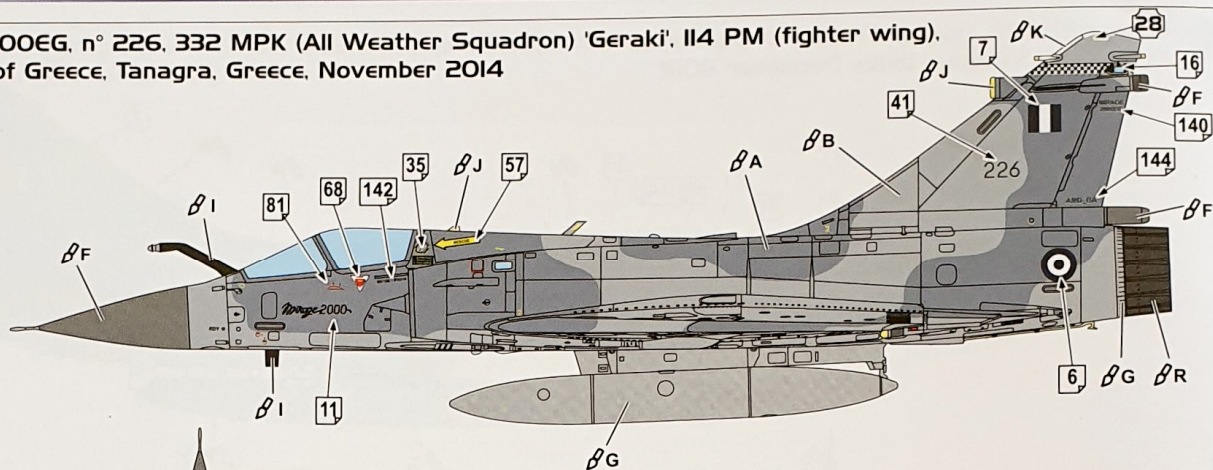 00EG, n° 226, 332 MPK (All Weather Squadron) 'Geraki', 114 PM (fighter wing),
of Greece, Tanagra, Greece, November 2014
28
K
7
16
J
F
41
140
B
226
144
A
35
J
57
68
142
81
I
F
F
RESCUE
Mirage 2000
6
G
R
I
11
G